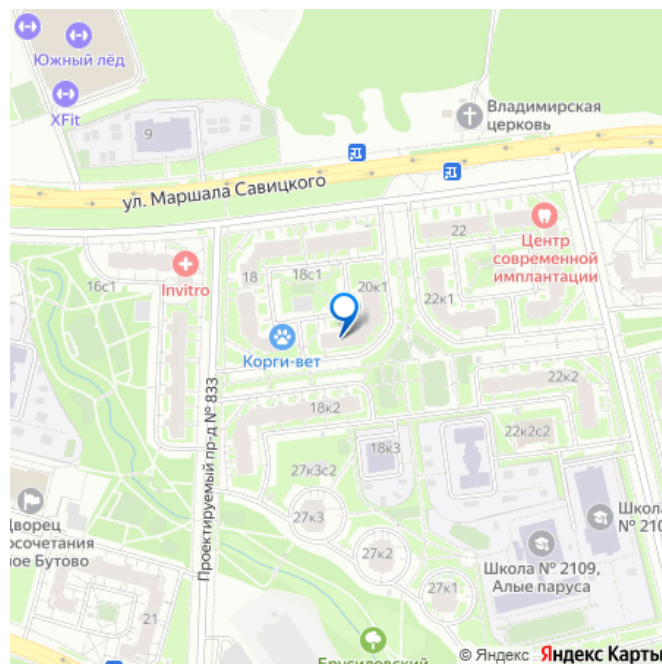 Южный лёд
XFit
9
Владимирская
церковь
ул. Маршала Савицкого
22
Центр
современной
имплантации
16с1
Invitro
18
18с1
20к1
22к1
Корги-вет
Проектируемый пр-д № 833
18к2
22к2
22к2с2
18к3
27к3с2
27к3
27к2
27к1
Школа № 2109,
Алые паруса
Школа
№ 210
Дворец
осочетания
ное Бутово
21
Брусиловский
© Яндекс Яндекс Карты